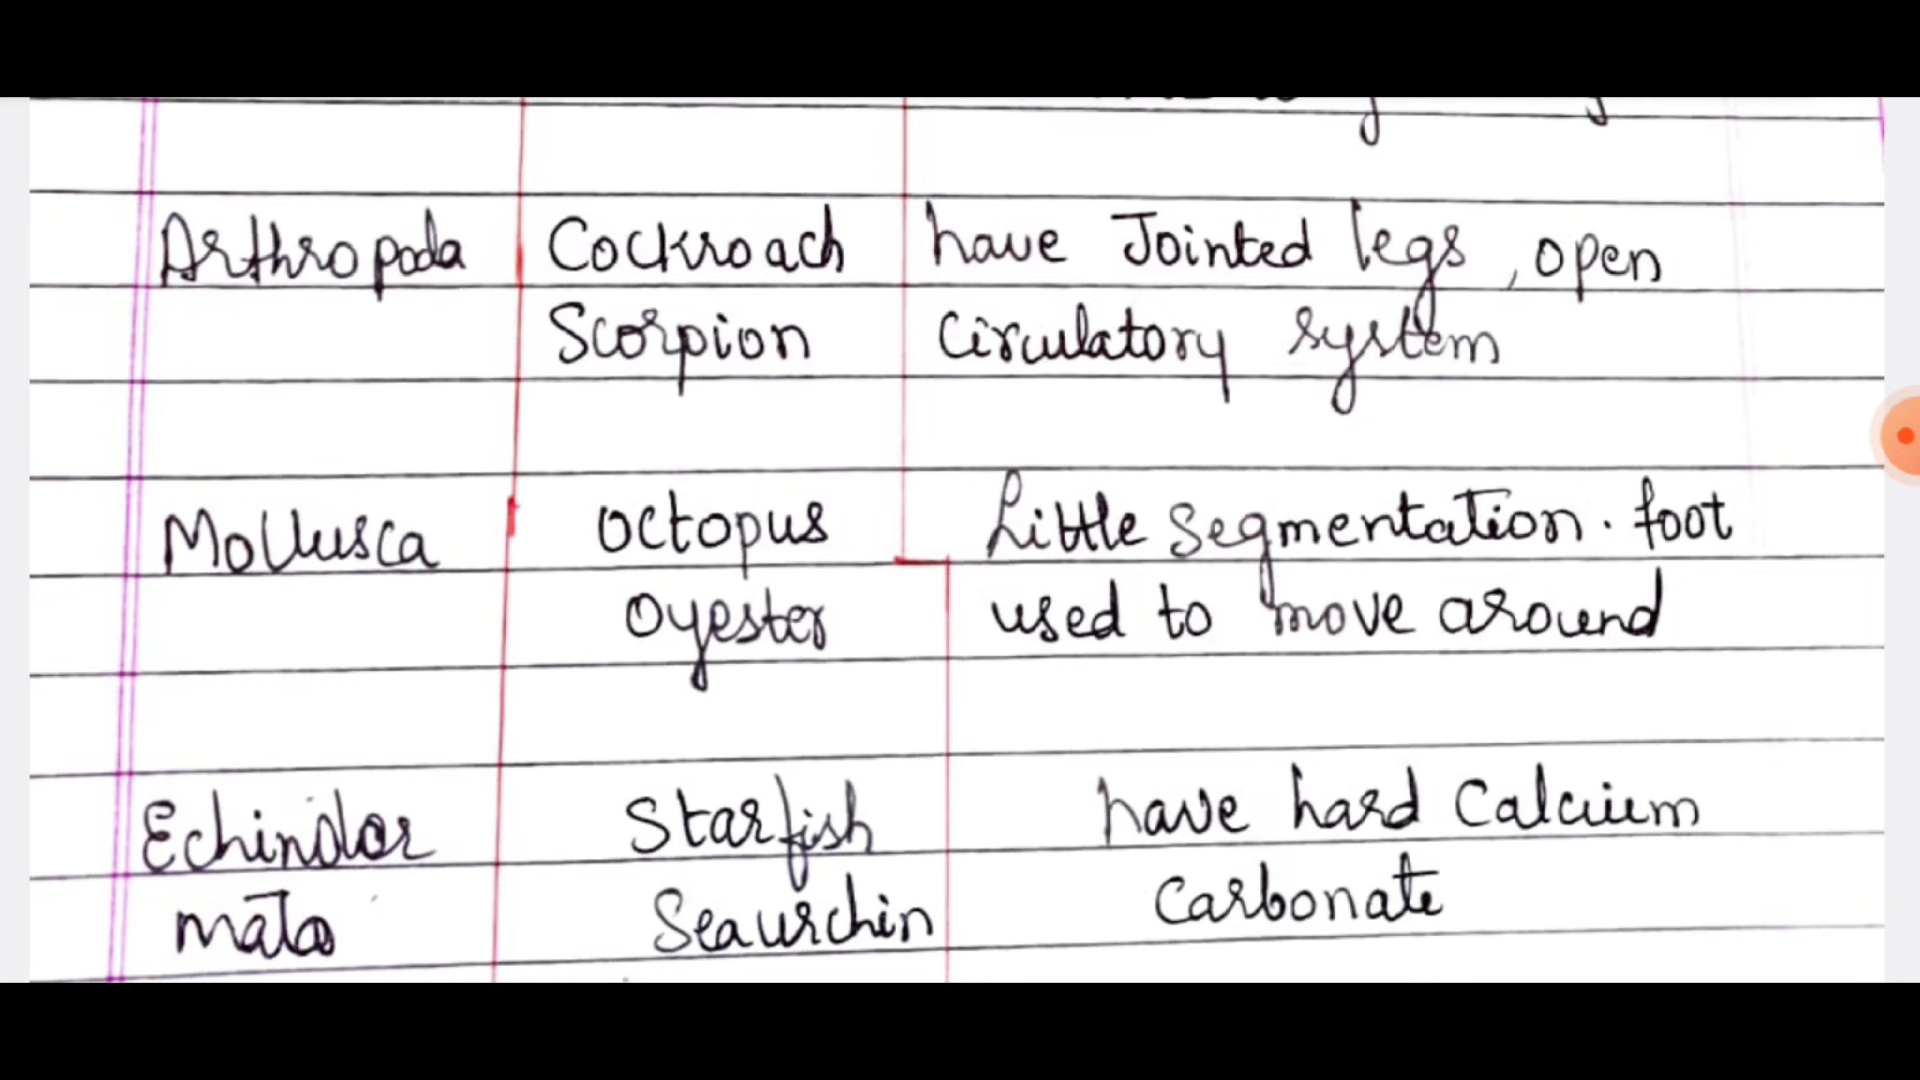 Arthropoda Cockroach have Jointed legs, open
Scorpion Circulatory system
Mollusca Octopus Little Segmentation. foot
Oyester used to move around
Echindor Starfish have hard Calcium
mata Seaurchin Carbonate